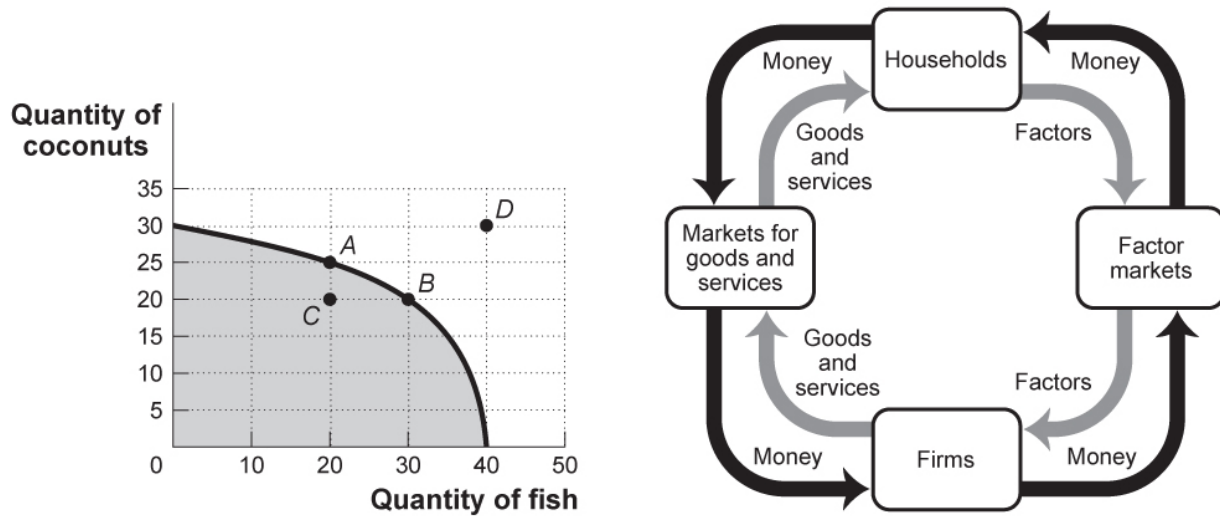 Quantity of
coconuts
35
30
25
20
15
10
5
0
10
20
30
40
50
Quantity of fish
A
B
C
D
Households
Money
Money
Goods
and
services
Factors
Markets for
goods and
services
Factor
markets
Goods
and
services
Factors
Money
Firms
Money